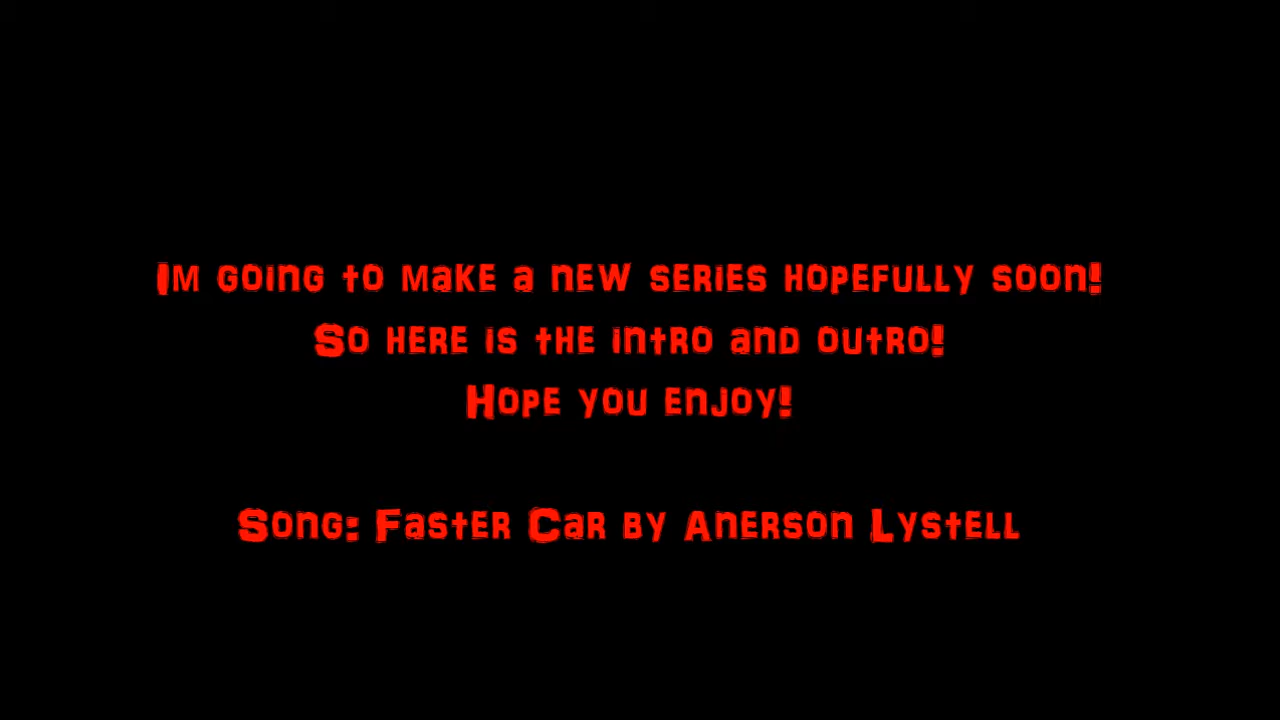 Im going to make a new series hopefully soon!
So here is the intro and outro!
Hope you enjoy!
Song: Faster Car by Anerson Lystell